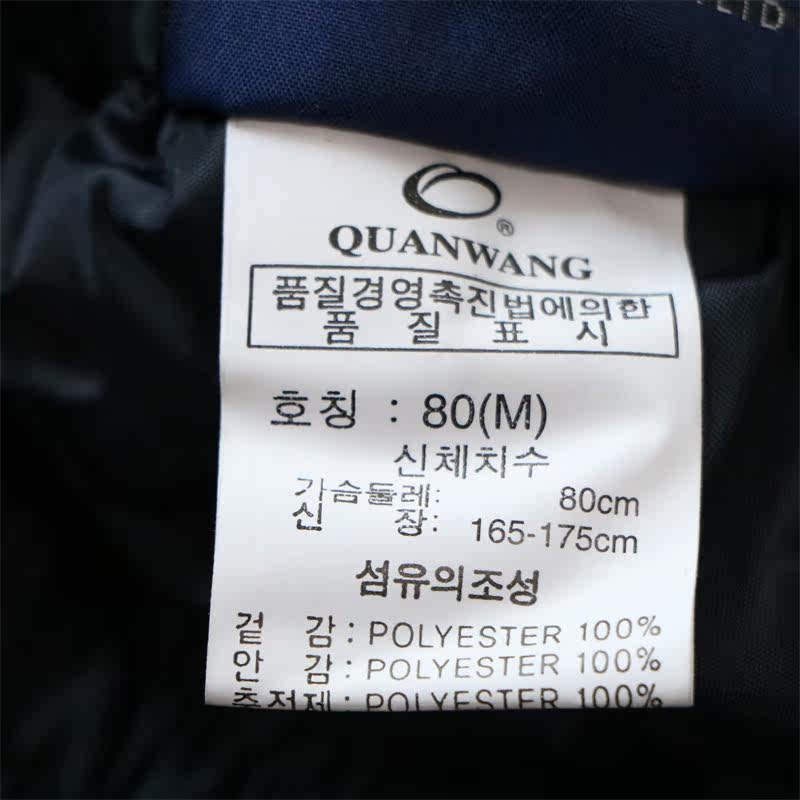 QUANWANG®
품질경영촉진법에의한
품 질 표 시
호칭 : 80(M)
신체치수
가슴둘레: 80cm
신 장: 165-175cm
섬유의조성
겉 감 : POLYESTER 100%
안 감 : POLYESTER 100%
충전제 : POLYESTER 100%